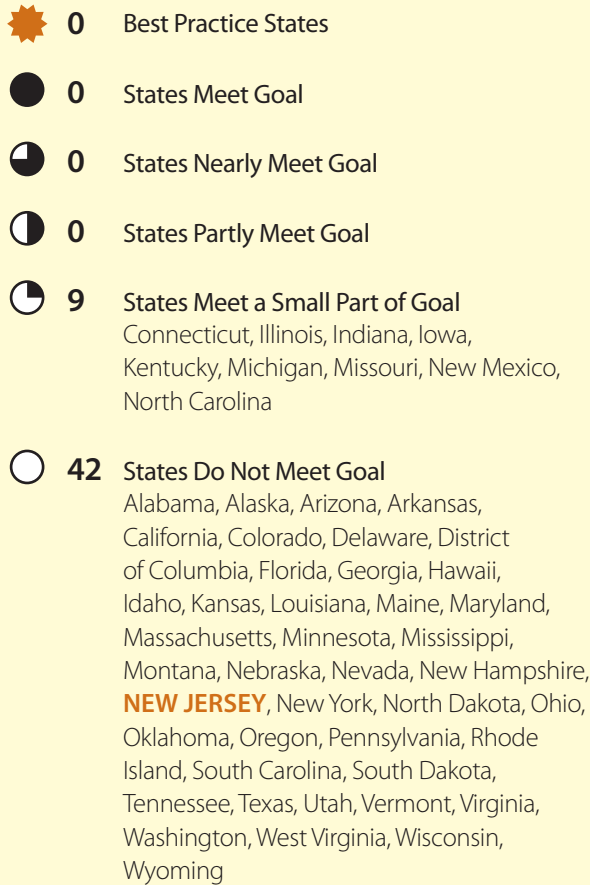 0 Best Practice States
0 States Meet Goal
0 States Nearly Meet Goal
0 States Partly Meet Goal
9 States Meet a Small Part of Goal
Connecticut, Illinois, Indiana, Iowa,
Kentucky, Michigan, Missouri, New Mexico,
North Carolina
42 States Do Not Meet Goal
Alabama, Alaska, Arizona, Arkansas,
California, Colorado, Delaware, District
of Columbia, Florida, Georgia, Hawaii,
Idaho, Kansas, Louisiana, Maine, Maryland,
Massachusetts, Minnesota, Mississippi,
Montana, Nebraska, Nevada, New Hampshire,
NEW JERSEY, New York, North Dakota, Ohio,
Oklahoma, Oregon, Pennsylvania, Rhode
Island, South Carolina, South Dakota,
Tennessee, Texas, Utah, Vermont, Virginia,
Washington, West Virginia, Wisconsin,
Wyoming